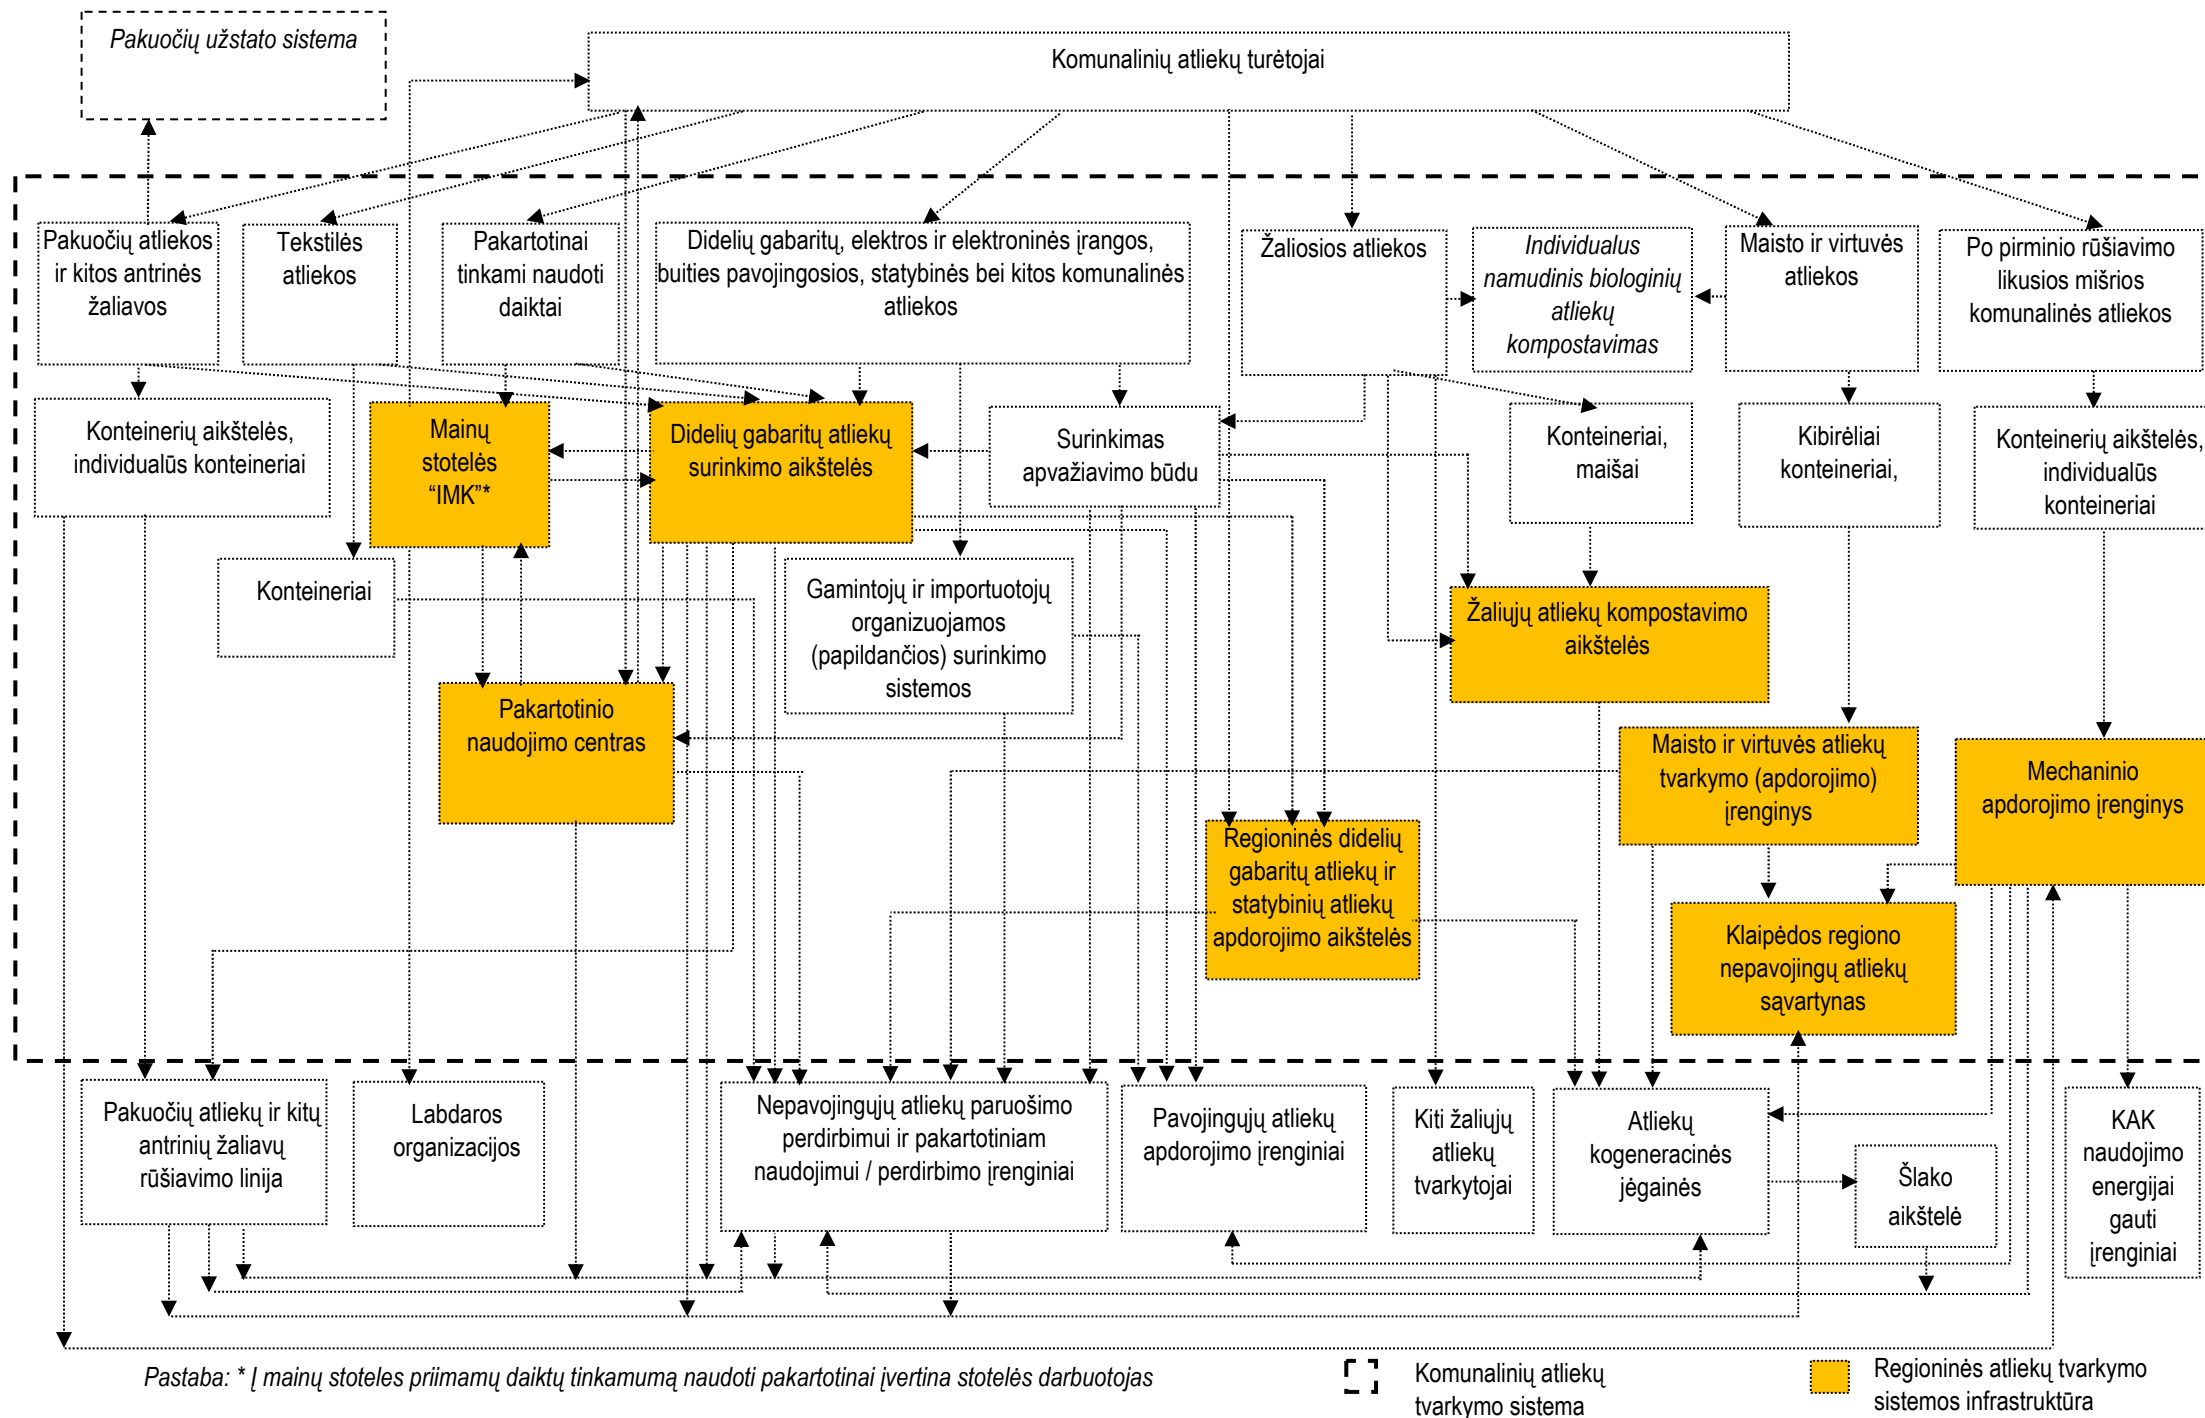 Pakuočių užstato sistema
Komunalinių atliekų turėtojai
Pakuočių atliekos
ir kitos antrinės
žaliavos
Tekstilės
atliekos
Pakartotinai
tinkami naudoti
daiktai
Didelių gabaritų, elektros ir elektroninės įrangos,
buities pavojingosios, statybinės bei kitos komunalinės
atliekos
Žaliosios atliekos
Individualus
namudinis biologinių
atliekų
kompostavimas
Maisto ir virtuvės
atliekos
Po pirminio rūšiavimo
likusios mišrios
komunalinės atliekos
Konteinerių aikštelės,
individualūs konteineriai
Mainų
stotelės
“IMK”*
Didelių gabaritų atliekų
surinkimo aikštelės
Surinkimas
apvažiavimo būdu
Konteineriai,
maišai
Kibirėliai
konteineriai,
Konteinerių aikštelės,
individualūs
konteineriai
Konteineriai
Gamintojų ir importuotojų
organizuojamos
(papildančios) surinkimo
sistemos
Žaliųjų atliekų kompostavimo
aikštelės
Pakartotinio
naudojimo centras
Maisto ir virtuvės atliekų
tvarkymo (apdorojimo)
įrenginys
Mechaninio
apdorojimo įrenginys
Regioninės didelių
gabaritų atliekų ir
statybinių atliekų
apdorojimo aikštelės
Klaipėdos regiono
nepavojingų atliekų
sąvartynas
Pakuočių atliekų ir kitų
antrinių žaliavų
rūšiavimo linija
Labdaros
organizacijos
Nepavojingųjų atliekų paruošimo
perdirbimui ir pakartotiniam
naudojimui / perdirbimo įrenginiai
Pavojingųjų atliekų
apdorojimo įrenginiai
Kiti žaliųjų
atliekų
tvarkytojai
Atliekų
kogeneracinės
jėgainės
Šlako
aikštelė
KAK
naudojimo
energijai
gauti
įrenginiai
Pastaba: * Į mainų stoteles priimamų daiktų tinkamumą naudoti pakartotinai įvertina stotelės darbuotojas
Komunalinių atliekų
tvarkymo sistema
Regioninės atliekų tvarkymo
sistemos infrastruktūra